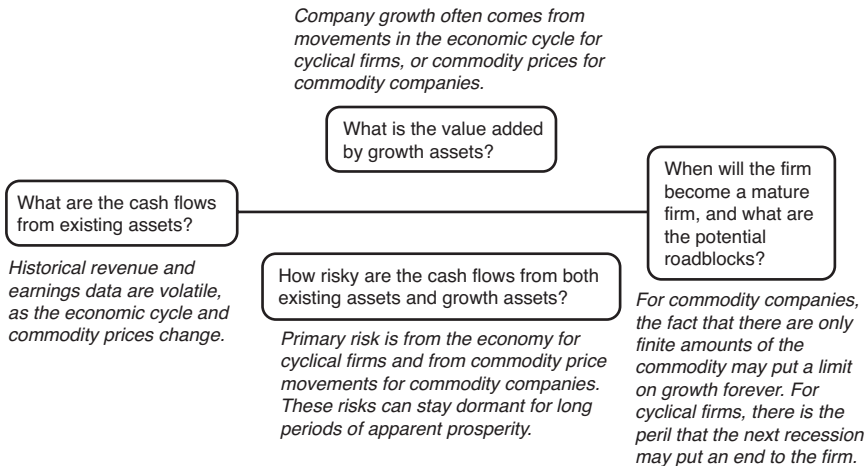 Company growth often comes from
movements in the economic cycle for
cyclical firms, or commodity prices for
commodity companies.
What is the value added
by growth assets?
What are the cash flows
from existing assets?
When will the firm
become a mature
firm, and what are
the potential
roadblocks?
Historical revenue and
earnings data are volatile,
as the economic cycle and
commodity prices change.
How risky are the cash flows from both
existing assets and growth assets?
Primary risk is from the economy for
cyclical firms and from commodity price
movements for commodity companies.
These risks can stay dormant for long
periods of apparent prosperity.
For commodity companies,
the fact that there are only
finite amounts of the
commodity may put a limit
on growth forever. For
cyclical firms, there is the
peril that the next recession
may put an end to the firm.